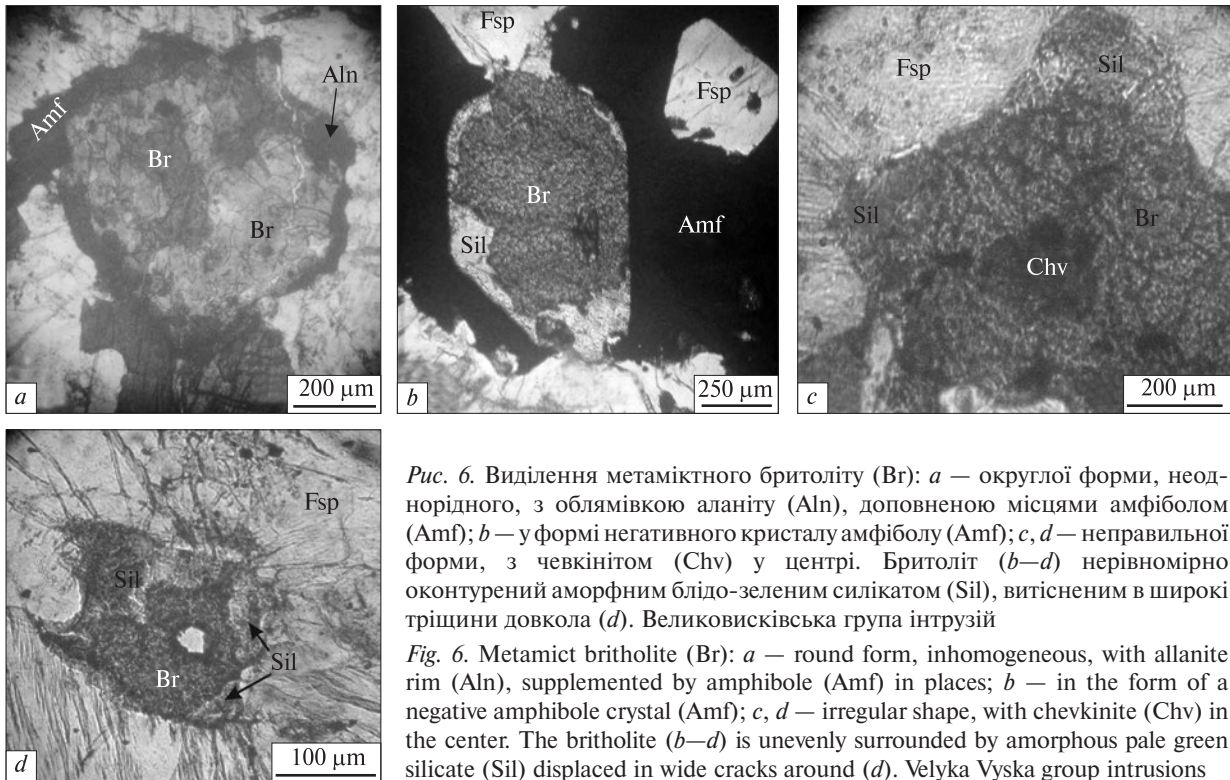 Amf
Aln
Br
Br
200 μm
a
Fsp
Fsp
Br
Amf
Sil
250 μm
b
Fsp
Sil
Sil
Br
Chv
200 μm
c
Fsp
Sil
Sil
Br
100 μm
d
Рис. 6. Виділення метаміктного бритоліту (Br): a — округлої форми, неод-
норідного, з облямівкою аланіту (Aln), доповненою місцями амфіболом
(Amf); b — у формі негативного кристалу амфіболу (Amf); c, d — неправильної
форми, з чевкінітом (Chv) у центрі. Бритоліт (b—d) нерівномірно
оконтурений аморфним блідо-зеленим силікатом (Sil), витісненим в широкі
тріщини довкола (d). Великовисківська група інтрузій
Fig. 6. Metamict britholite (Br): a — round form, inhomogeneous, with allanite
rim (Aln), supplemented by amphibole (Amf) in places; b — in the form of a
negative amphibole crystal (Amf); c, d — irregular shape, with chevkinite (Chv) in
the center. The britholite (b—d) is unevenly surrounded by amorphous pale green
silicate (Sil) displaced in wide cracks around (d). Velyka Vyska group intrusions